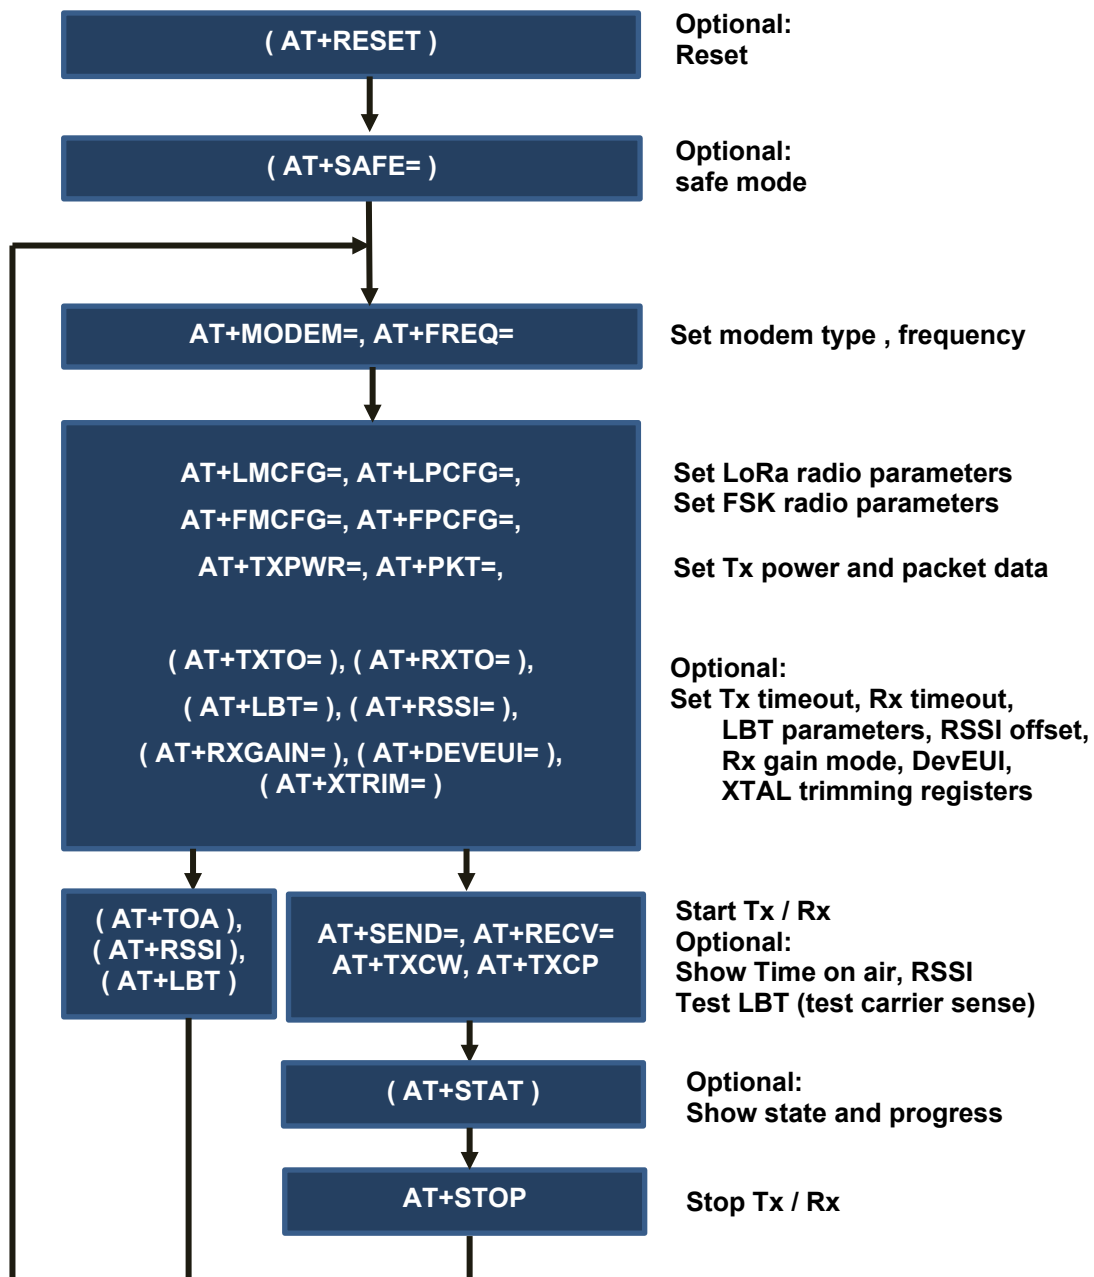 ( AT+RESET )
Optional:
Reset
( AT+SAFE= )
Optional:
safe mode
AT+MODEM=, AT+FREQ=
Set modem type , frequency
AT+LMCFG=, AT+LPCFG=,
Set LoRa radio parameters
AT+FMCFG=, AT+FPCFG=,
Set FSK radio parameters
AT+TXPWR=, AT+PKT=,
Set Tx power and packet data
( AT+TXTO= ), ( AT+RXTO= ),
( AT+LBT= ), ( AT+RSSI= ),
( AT+RXGAIN= ), ( AT+DEVEUI= ),
( AT+XTRIM= )
Optional:
Set Tx timeout, Rx timeout,
LBT parameters, RSSI offset,
Rx gain mode, DevEUI,
XTAL trimming registers
( AT+TOA ),
( AT+RSSI ),
( AT+LBT )
AT+SEND=, AT+RECV=
AT+TXCW, AT+TXCP
Start Tx / Rx
Optional:
Show Time on air, RSSI
Test LBT (test carrier sense)
( AT+STAT )
Optional:
Show state and progress
AT+STOP
Stop Tx / Rx